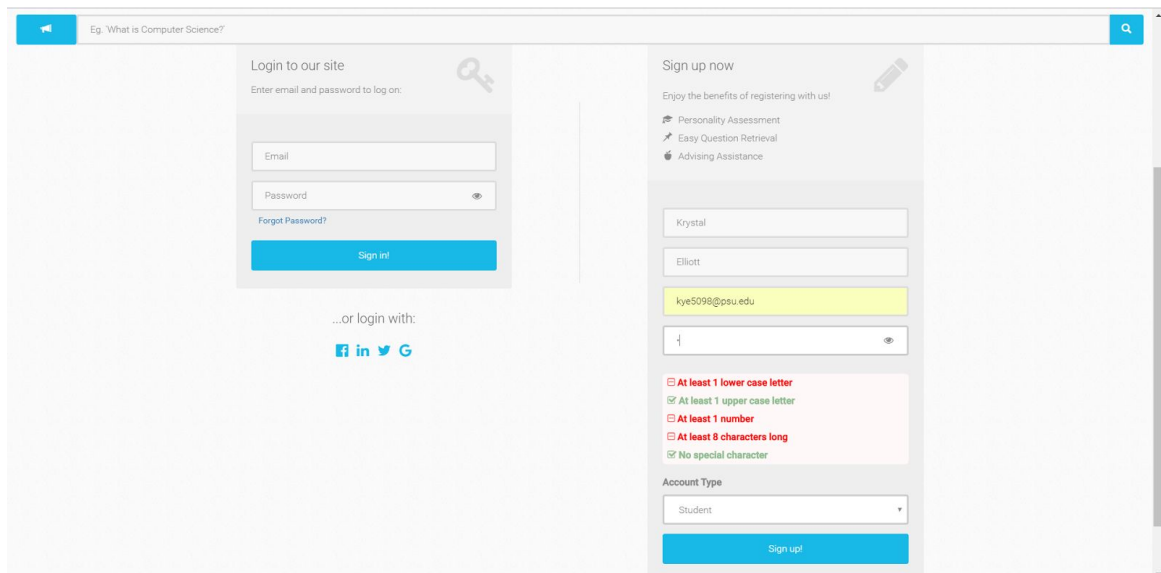 Eg. 'What is Computer Science?'
Login to our site
Enter email and password to log on:
Email
Password
Forgot Password?
Sign in!
...or login with:
Sign up now
Enjoy the benefits of registering with us!
Personality Assessment
Easy Question Retrieval
Advising Assistance
Krystal
Elliott
kye5098@psu.edu
At least 1 lower case letter
At least 1 upper case letter
At least 1 number
At least 8 characters long
No special character
Account Type
Student
Sign up!